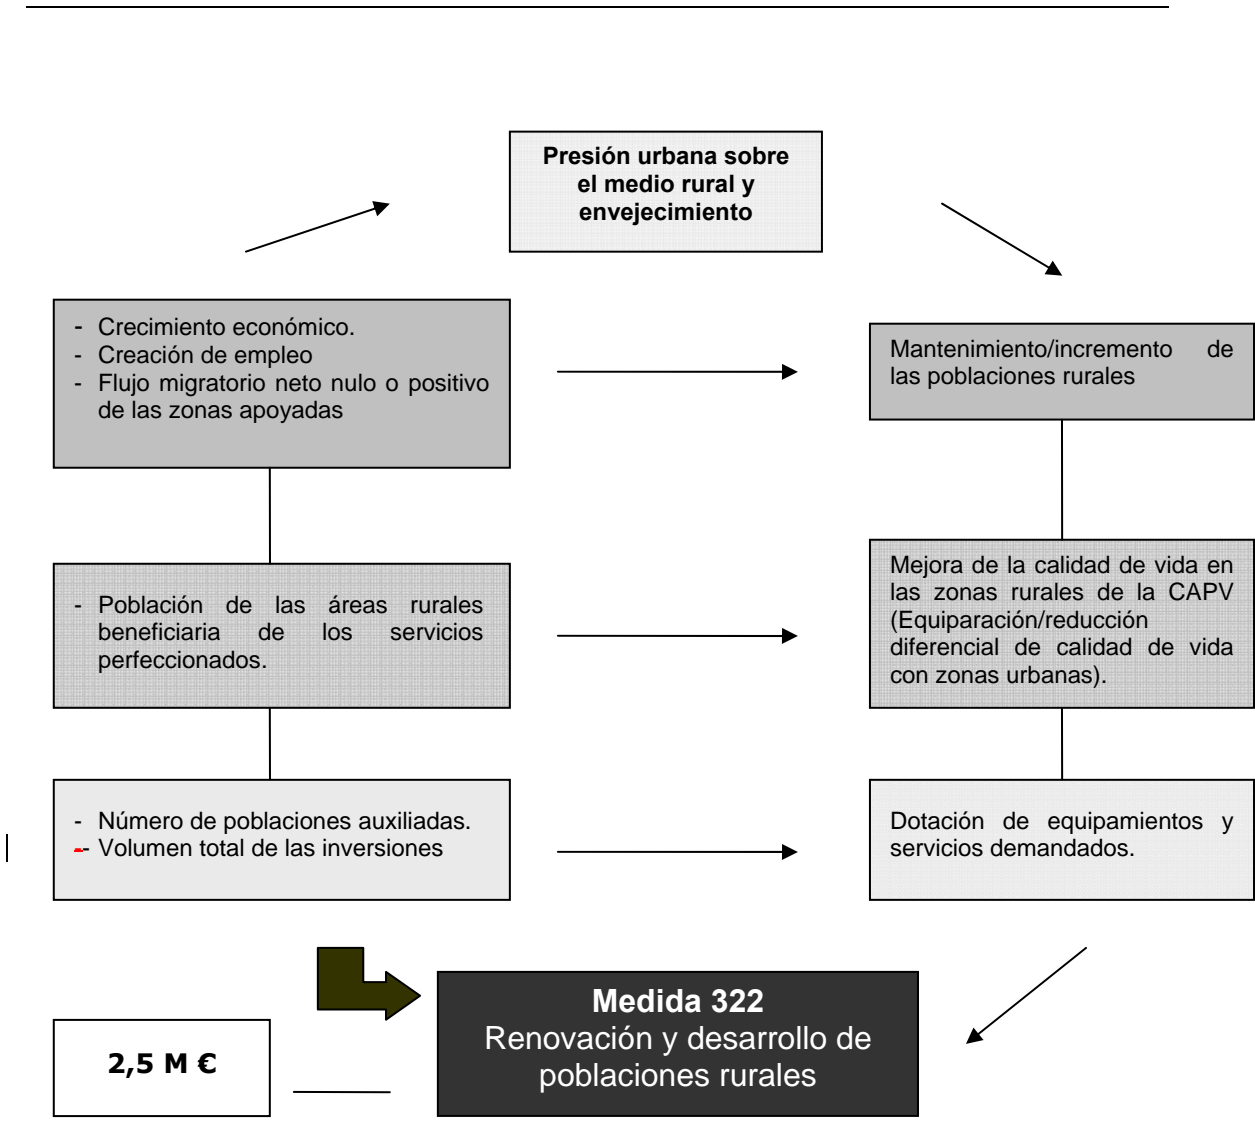 Presión urbana sobre
el medio rural y
envejecimiento
- Crecimiento económico.
- Creación de empleo
- Flujo migratorio neto nulo o positivo
de las zonas apoyadas
Mantenimiento/incremento de
las poblaciones rurales
- Población de las áreas rurales
beneficiaria de los servicios
perfeccionados.
Mejora de la calidad de vida en
las zonas rurales de la CAPV
(Equiparación/reducción
diferencial de calidad de vida
con zonas urbanas).
- Número de poblaciones auxiliadas.
-- Volumen total de las inversiones
Dotación de equipamientos y
servicios demandados.
Medida 322
Renovación y desarrollo de
poblaciones rurales
2,5 M €